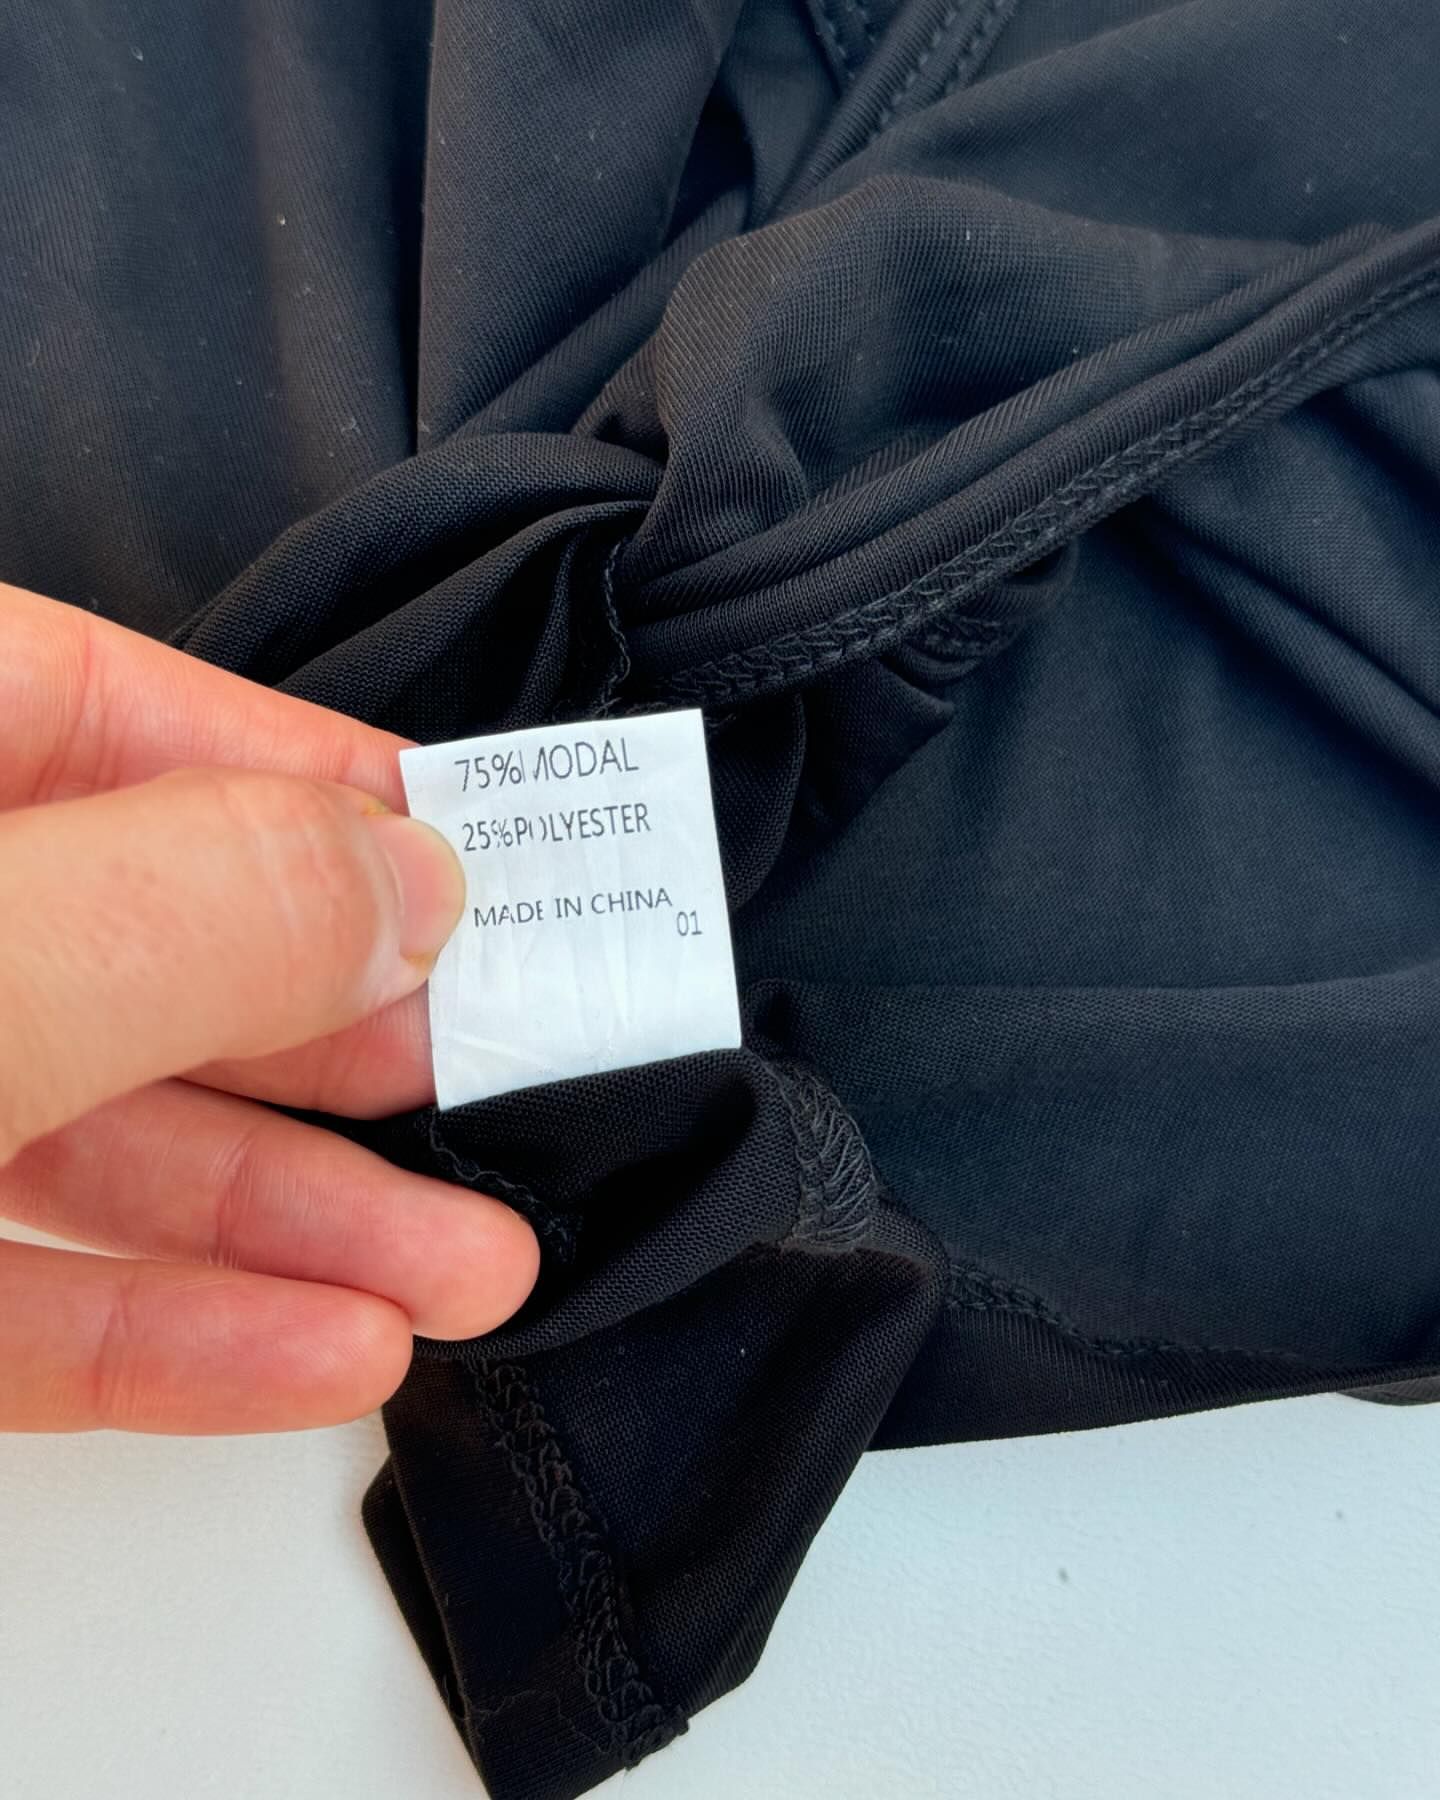 75%MODAL
25%POLYESTER
MADE IN CHINA
01